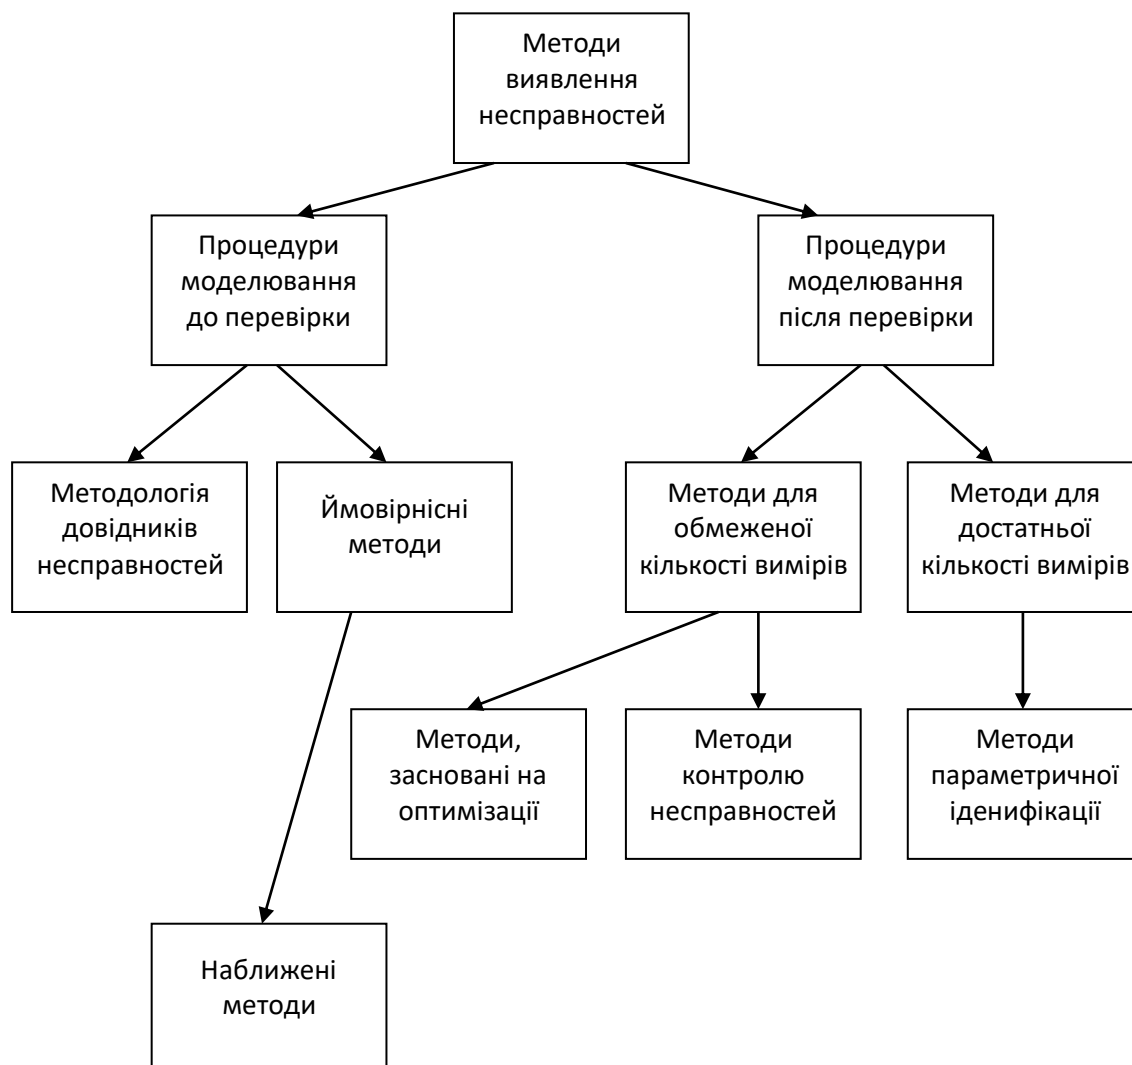 Методи
виявлення
несправностей
Процедури
моделювання
до перевірки
Процедури
моделювання
після перевірки
Методологія
довідників
несправностей
Ймовірнісні
методи
Методи для
обмеженої
кількості вимірів
Методи для
достатньої
кількості вимірів
Методи,
засновані на
оптимізації
Методи
контролю
несправностей
Методи
параметричної
іденифікації
Наближені
методи